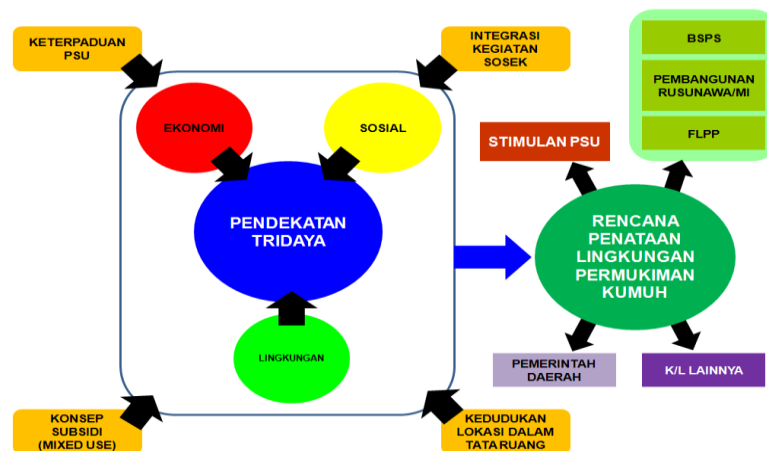 KETERPADUAN
PSU
INTEGRASI
KEGIATAN
SOSEK
EKONOMI
SOSIAL
PENDEKATAN
TRIDAYA
LINGKUNGAN
KONSEP
SUBSIDI
(MIXED USE)
KEDUDUKAN
LOKASI DALAM
TATA RUANG
STIMULAN PSU
BSPS
PEMBANGUNAN
RUSUNAWA/MI
FLPP
RENCANA
PENATAAN
LINGKUNGAN
PERMUKIMAN
KUMUH
PEMERINTAH
DAERAH
K/L LAINNYA